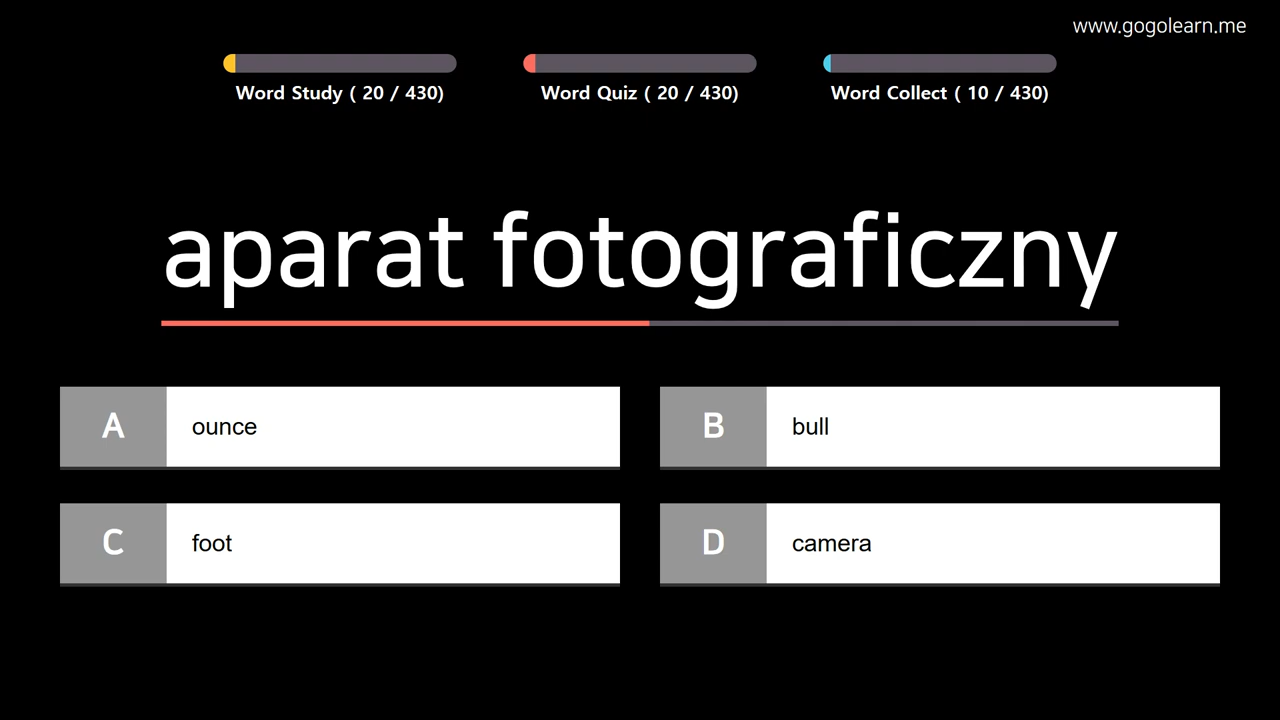 www.gogolearn.me
Word Study ( 20 / 430)
Word Quiz ( 20 / 430)
Word Collect ( 10 / 430)
aparat fotograficzny
A ounce
B bull
C foot
D camera